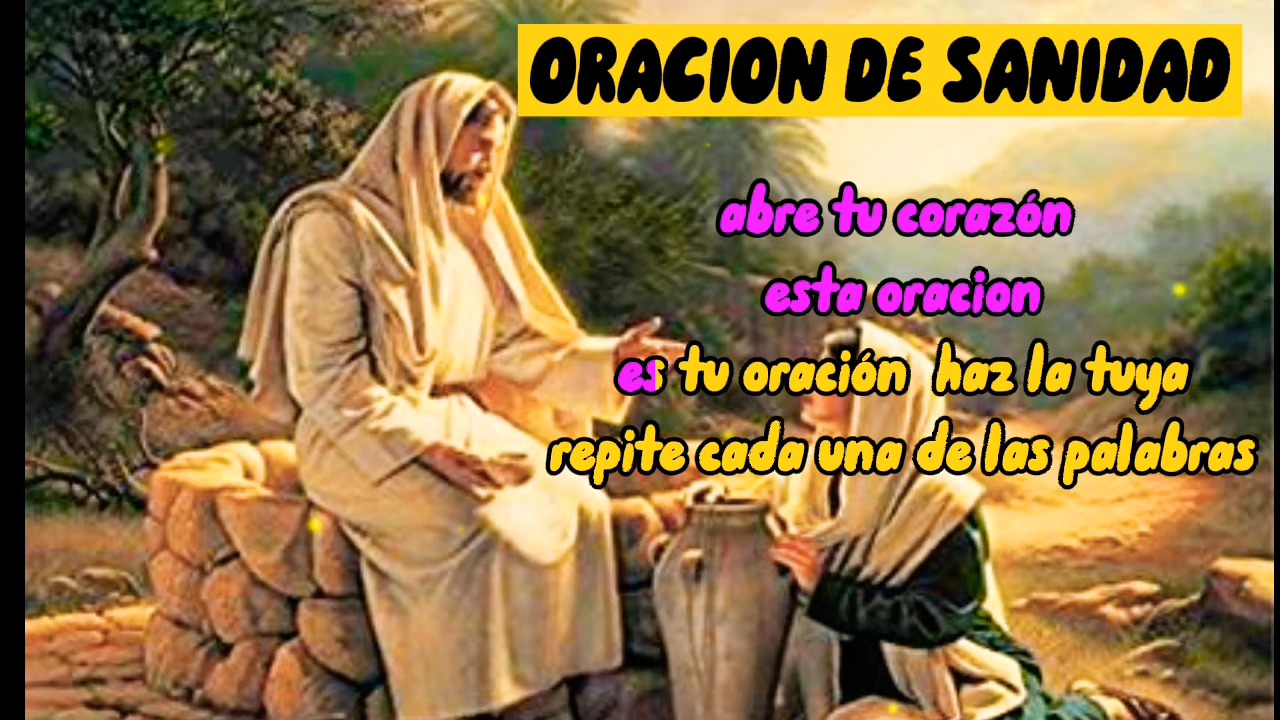 ORACION DE SANIDAD
abre tu corazón
esta oracion
es tu oración haz la tuya
repite cada una de las palabras